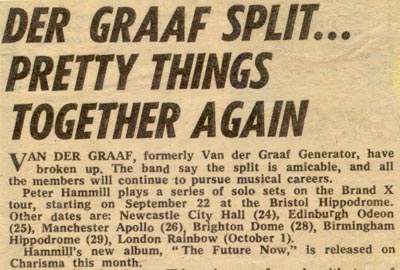 DER GRAAF SPLIT...
PRETTY THINGS
TOGETHER AGAIN
VAN DER GRAAF, formerly Van der Graaf Generator, have
broken up. The band say the split is amicable, and all
the members will continue to pursue musical careers.
Peter Hammill plays a series of solo sets on the Brand X
tour, starting on September 22 at the Bristol Hippodrome.
Other dates are: Newcastle City Hall (24), Edinburgh Odeon
(25), Manchester Apollo (26), Brighton Dome (28), Birmingham
Hippodrome (29), London Rainbow (October 1).
Hammill's new album, "The Future Now," is released on
Charisma this month.